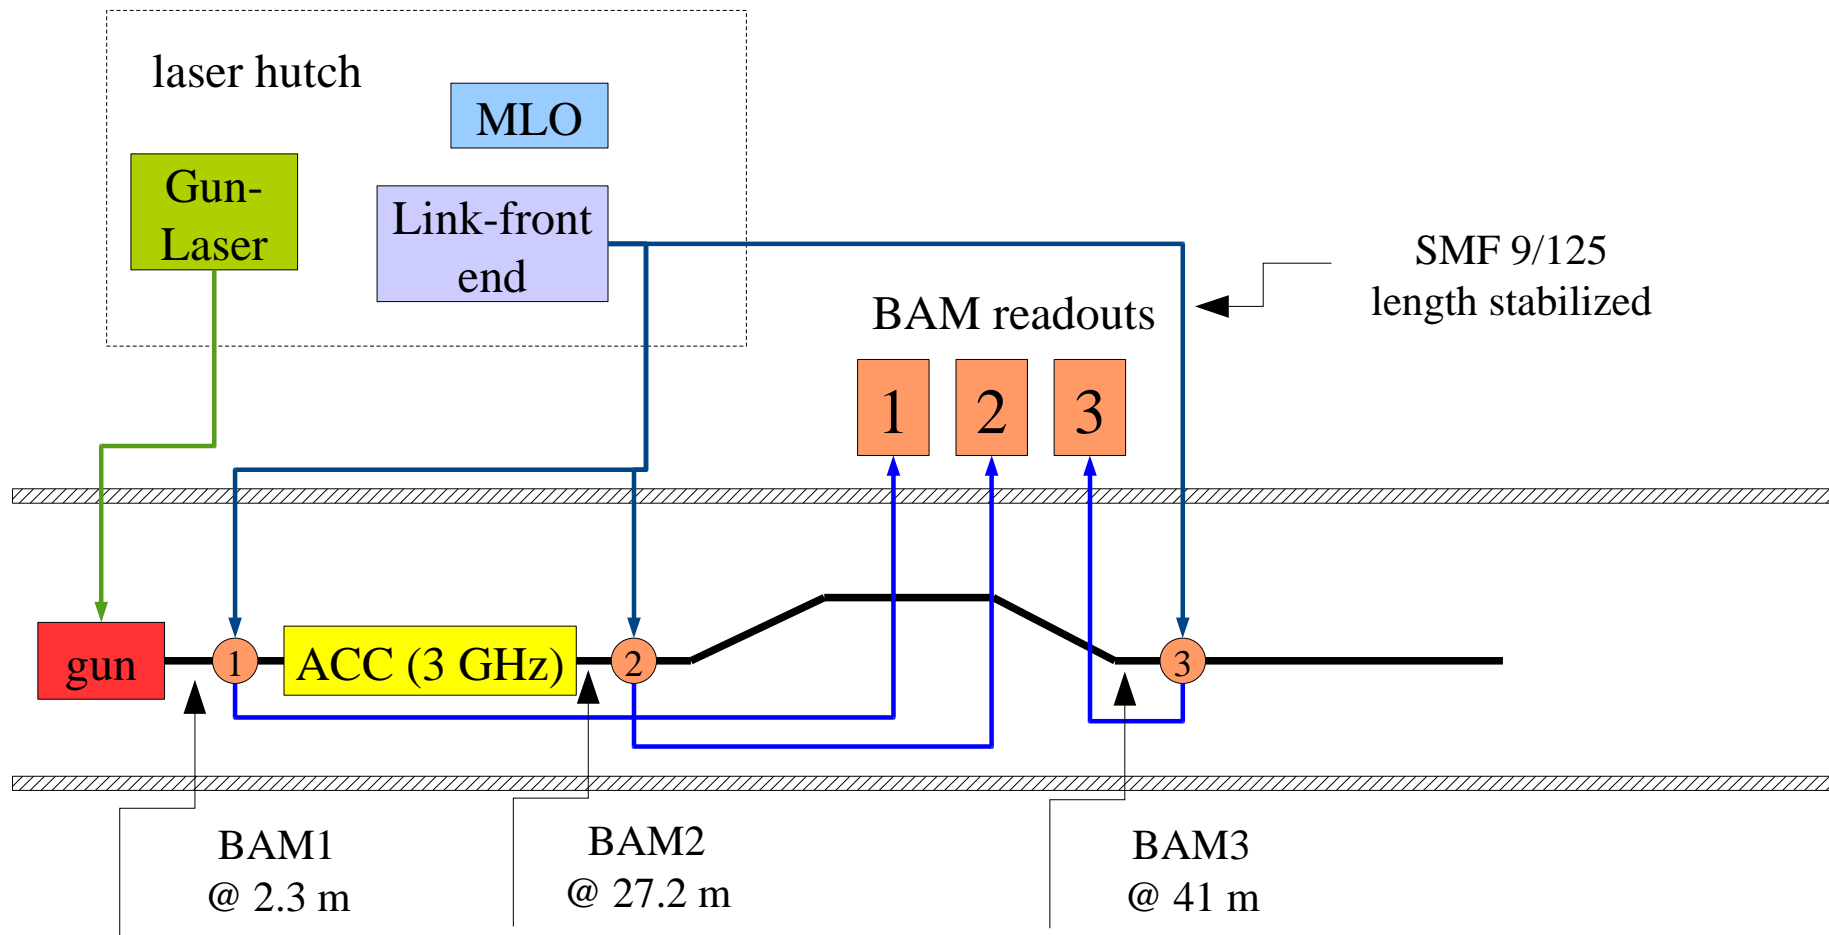 laser hutch
MLO
Gun-
Laser
Link-front
end
SMF 9/125
length stabilized
BAM readouts
1
2
3
gun
1
ACC (3 GHz)
2
3
BAM1
@ 2.3 m
BAM2
@ 27.2 m
BAM3
@ 41 m